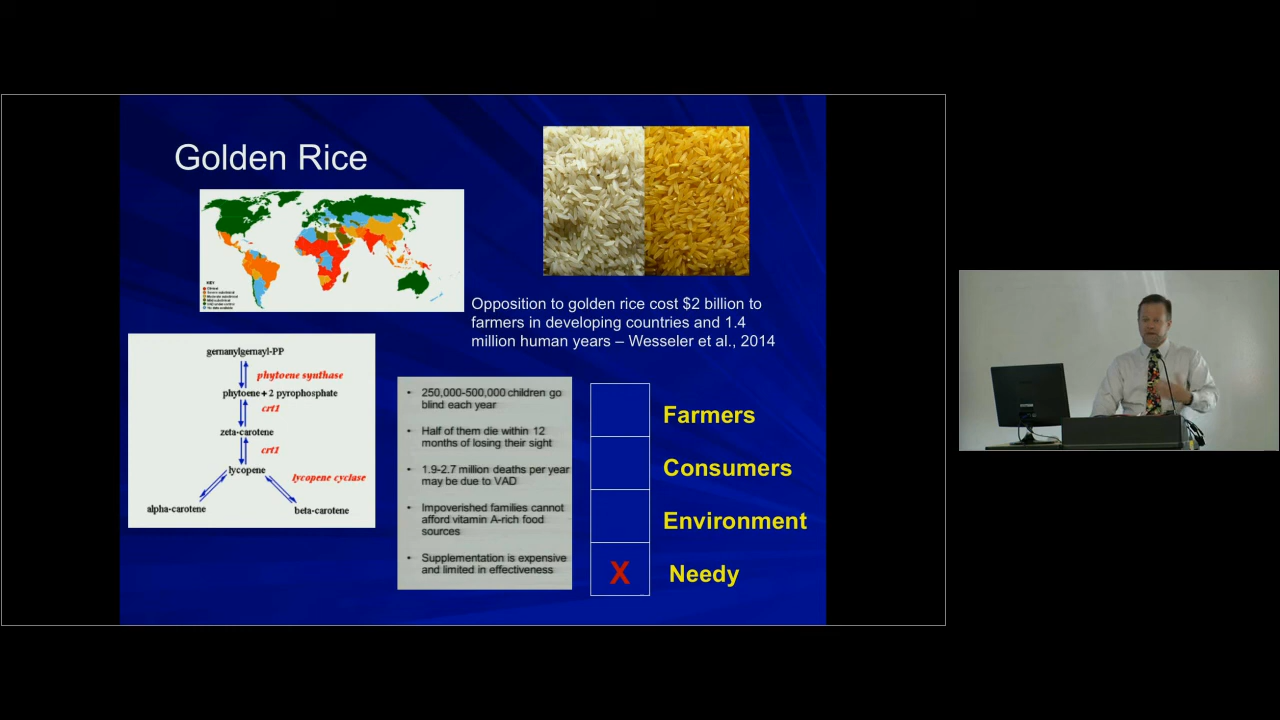 Golden Rice
KEY
Opposition to golden rice cost $2 billion to
farmers in developing countries and 1.4
million human years – Wesseler et al., 2014
gernanylgernayl-PP
phytoene synthase
phytoene + 2 pyrophosphate
crt1
zeta-carotene
crt1
lycopene
lycopene cyclase
alpha-carotene
beta-carotene
• 250,000-500,000 children go
blind each year
• Half of them die within 12
months of losing their sight
• 1.9-2.7 million deaths per year
may be due to VAD
• Impoverished families cannot
afford vitamin A-rich food
sources
• Supplementation is expensive
and limited in effectiveness
Farmers
Consumers
Environment
X Needy